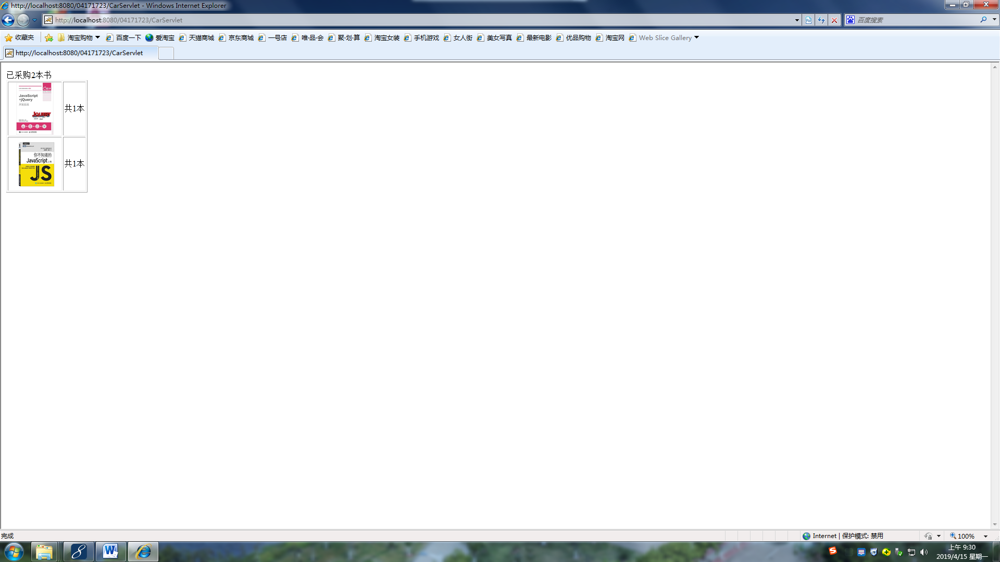 http://localhost:8080/04171723/CarServlet - Windows Internet Explorer
http://localhost:8080/04171723/CarServlet
百度搜索
收藏夹 淘宝购物 百度一下 爱淘宝 天猫商城 京东商城 一号店 唯·品·会 聚·划·算 淘宝女装 手机游戏 女人街 美女写真 最新电影 优品购物 淘宝网 Web Slice Gallery
http://localhost:8080/04171723/CarServlet
已采购2本书
JavaScript
+jQuery
开发实战
jQUERY
共1本
你不知道的
JavaScript
JS
共1本
完成
Internet | 保护模式: 禁用
100%
上午 9:30
2019/4/15 星期一